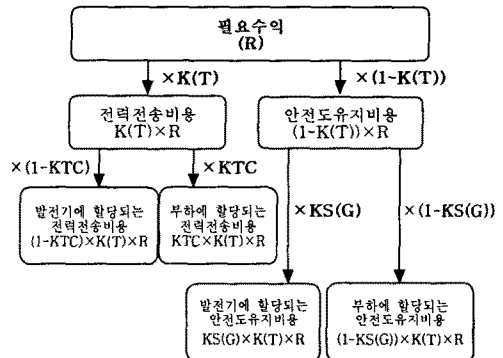 필요수익
(R)
×K(T)
×(1-K(T))
전력전송비용
K(T)×R
안전도유지비용
(1-K(T))×R
×(1-KTC)
×KTC
×KS(G)
×(1-KS(G))
발전기에 할당되는
전력전송비용
(1-KTC)×K(T)×R
부하에 할당되는
전력전송비용
KTC×K(T)×R
발전기에 할당되는
안전도유지비용
KS(G)×K(T)×R
부하에 할당되는
안전도유지비용
(1-KS(G))×K(T)×R